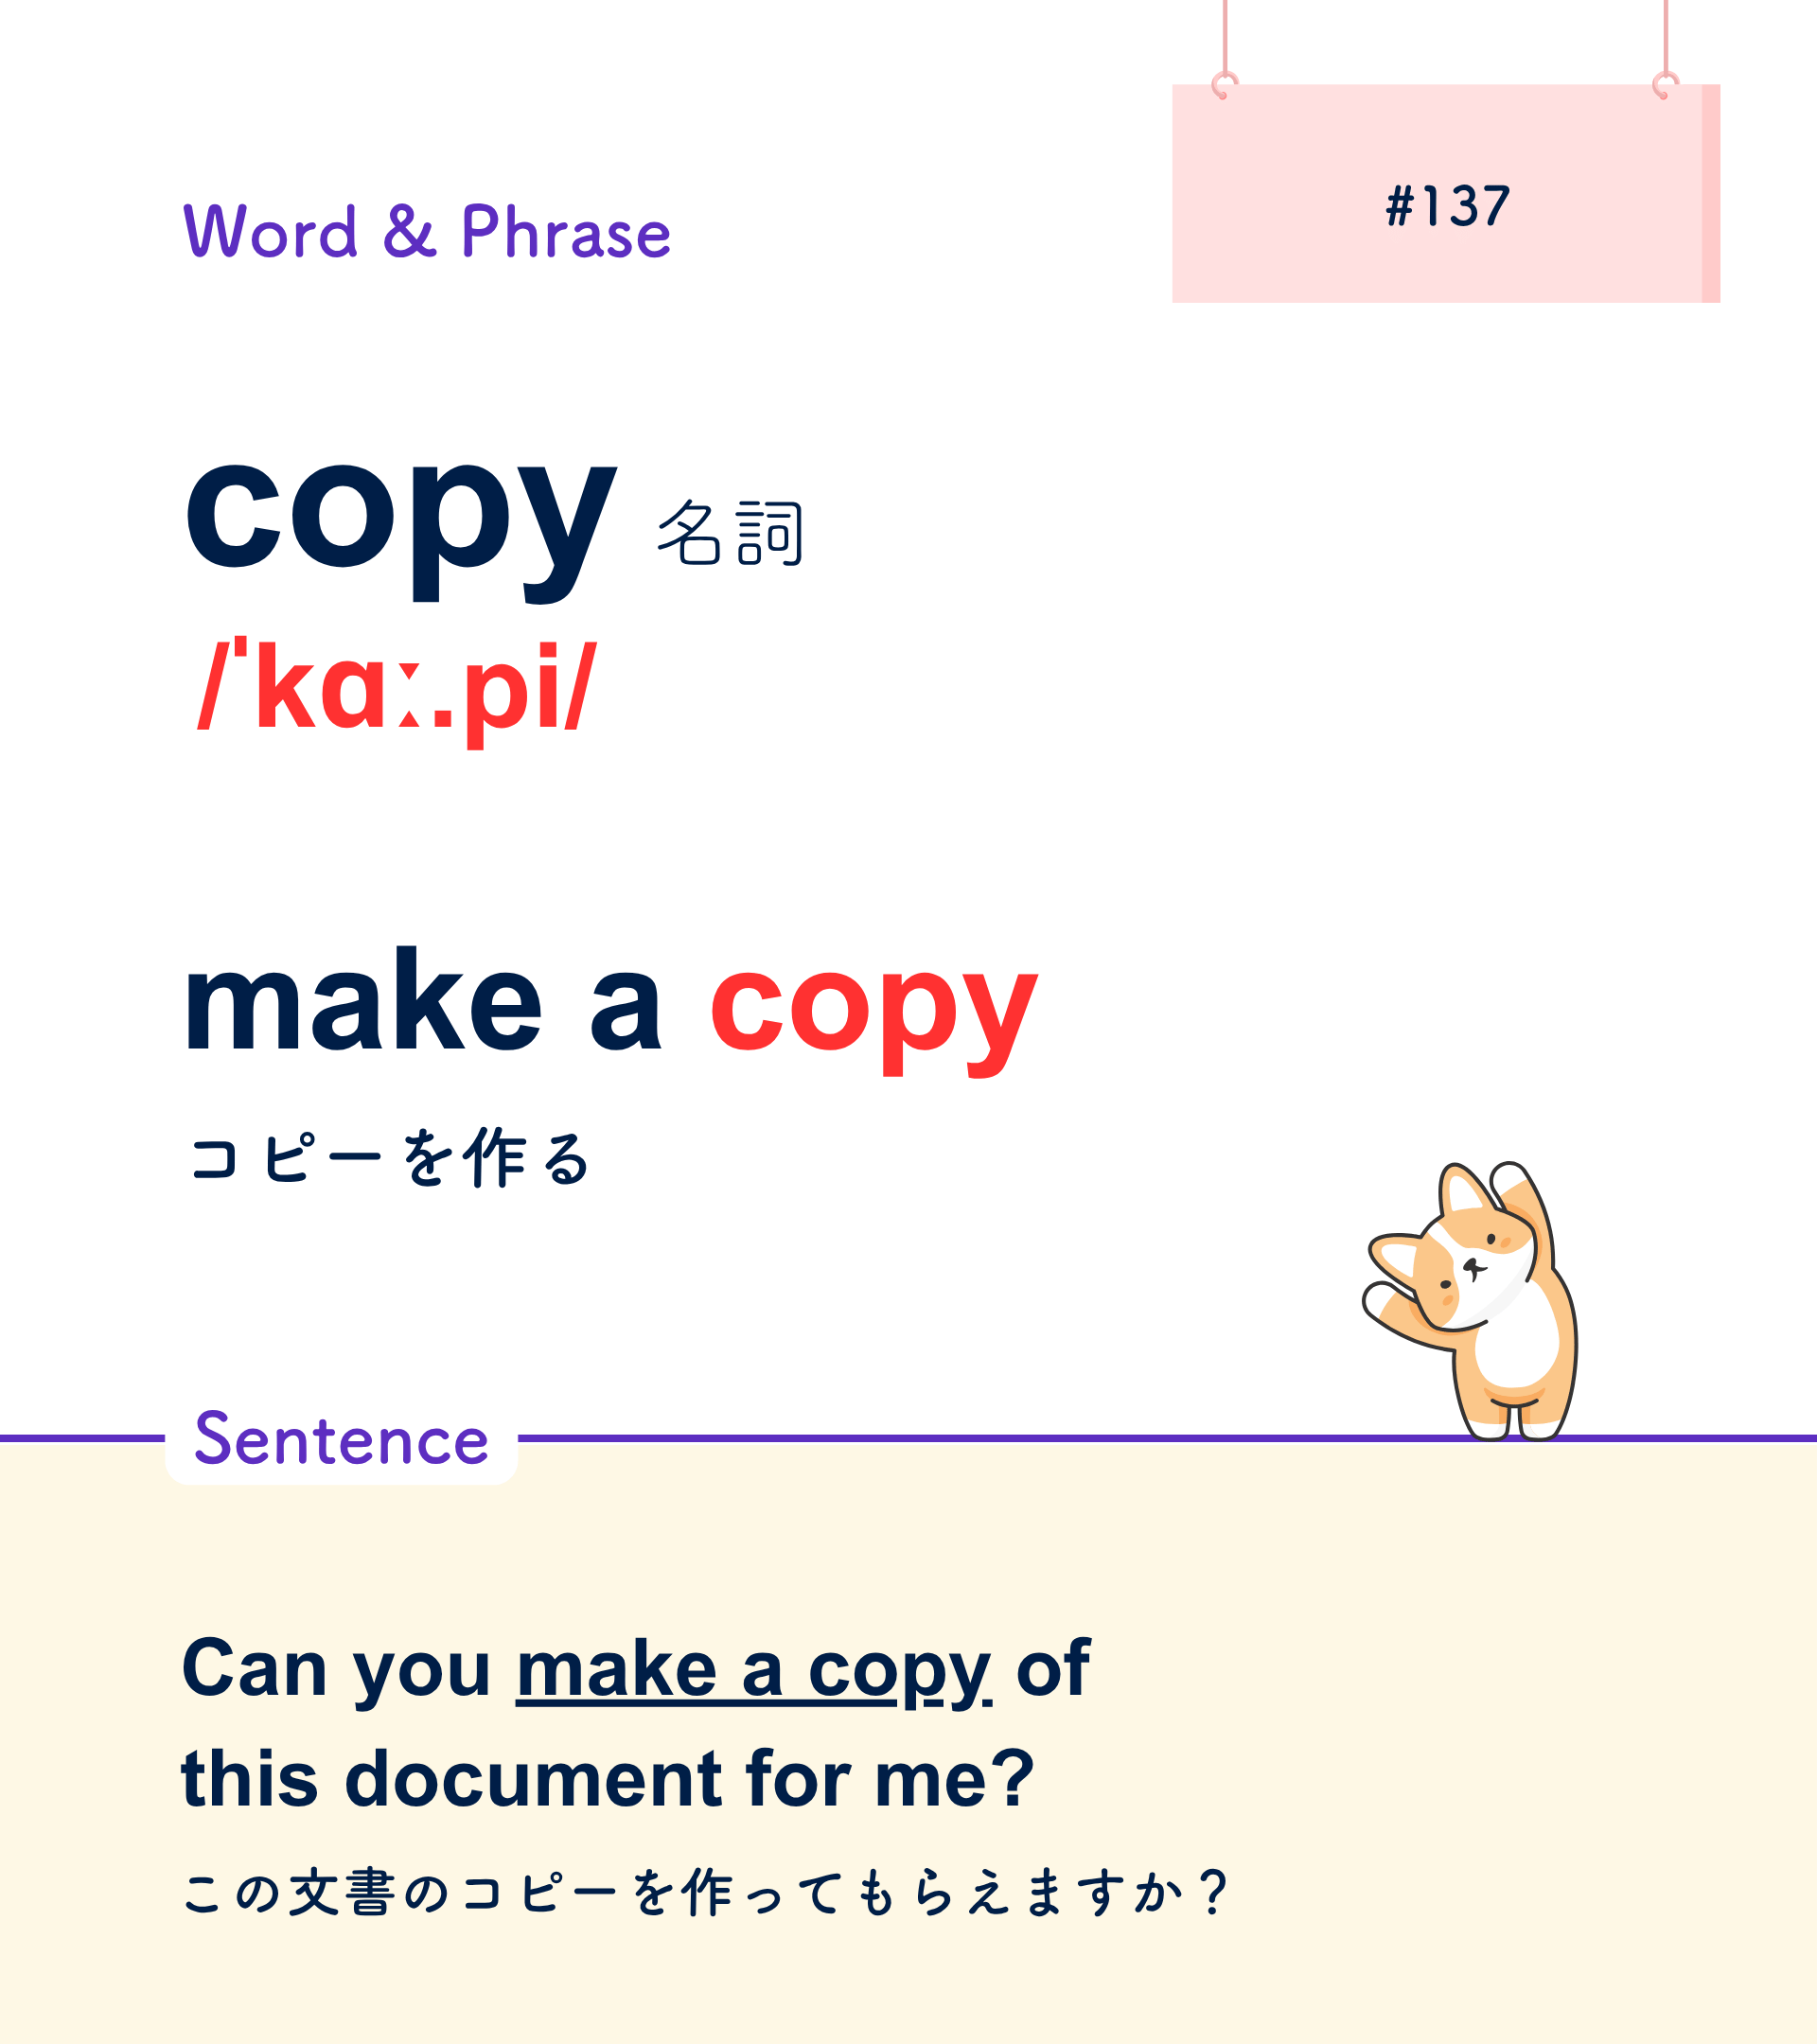 Word & Phrase
#137
copy 名詞
/ˈkɑː.pi/
make a copy
コピーを作る
Sentence
Can you make a copy of
this document for me?
この文書のコピーを作ってもらえますか？